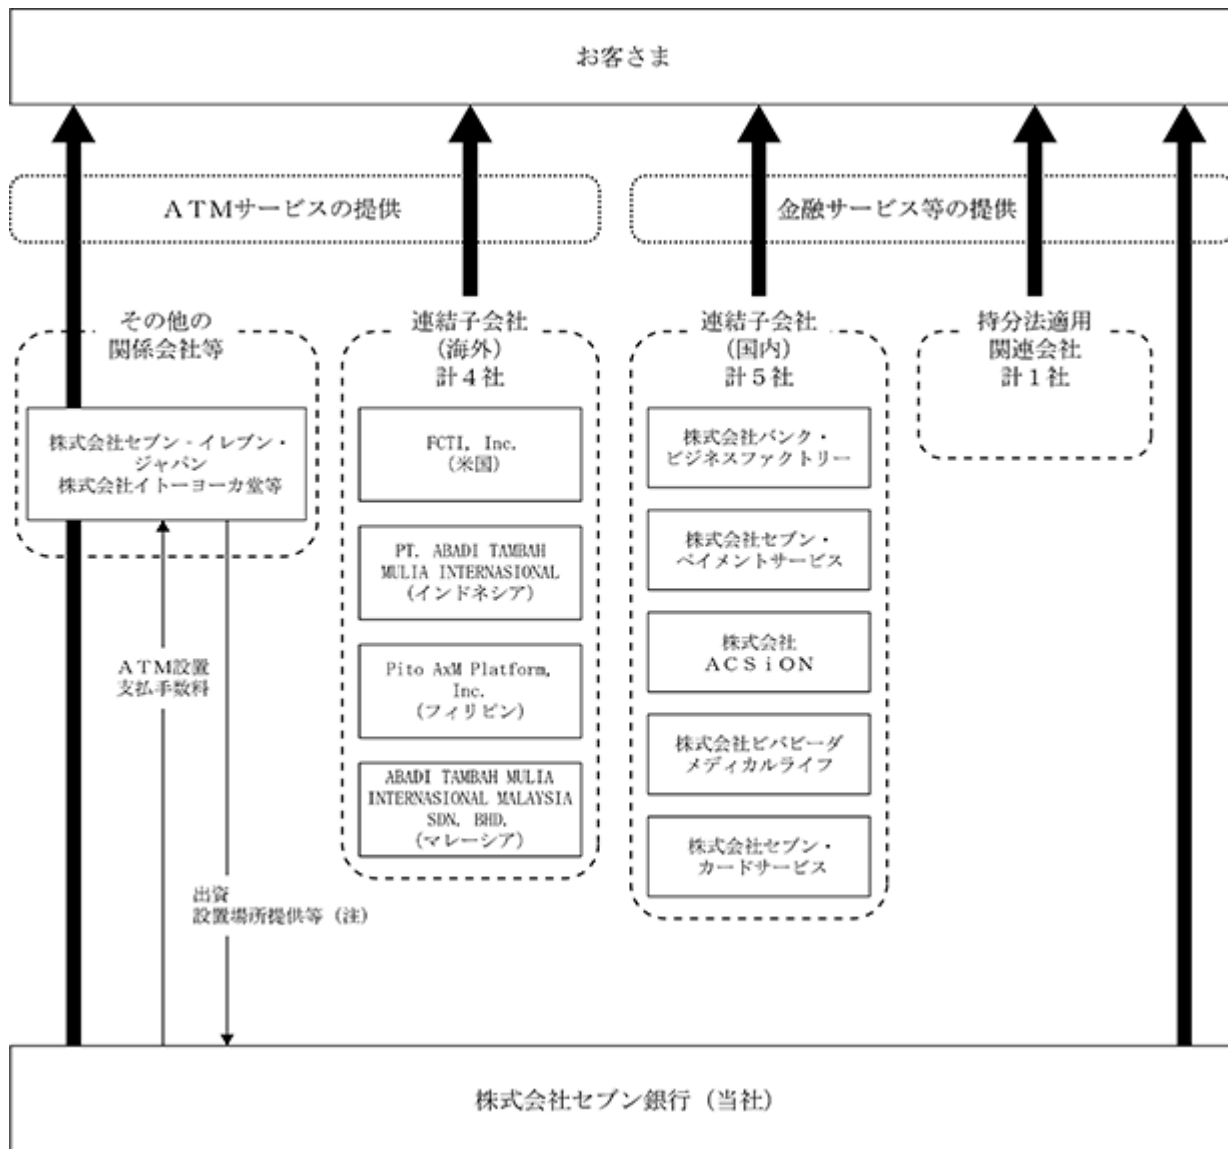 お客さま
ATMサービスの提供
金融サービス等の提供
その他の
関係会社等
株式会社セブン‐イレブン・
ジャパン
株式会社イトーヨーカ堂等
ATM設置
支払手数料
出資
設置場所提供等（注）
連結子会社
（海外）
計4社
FCTI, Inc.
（米国）
PT. ABADI TAMBAH
MULIA INTERNASIONAL
（インドネシア）
Pito AxM Platform,
Inc.
（フィリピン）
ABADI TAMBAH MULIA
INTERNASIONAL MALAYSIA
SDN. BHD.
（マレーシア）
連結子会社
（国内）
計5社
株式会社バンク・
ビジネスファクトリー
株式会社セブン・
ペイメントサービス
株式会社
ACSiON
株式会社ビバビーダ
メディカルライフ
株式会社セブン・
カードサービス
持分法適用
関連会社
計1社
株式会社セブン銀行（当社）